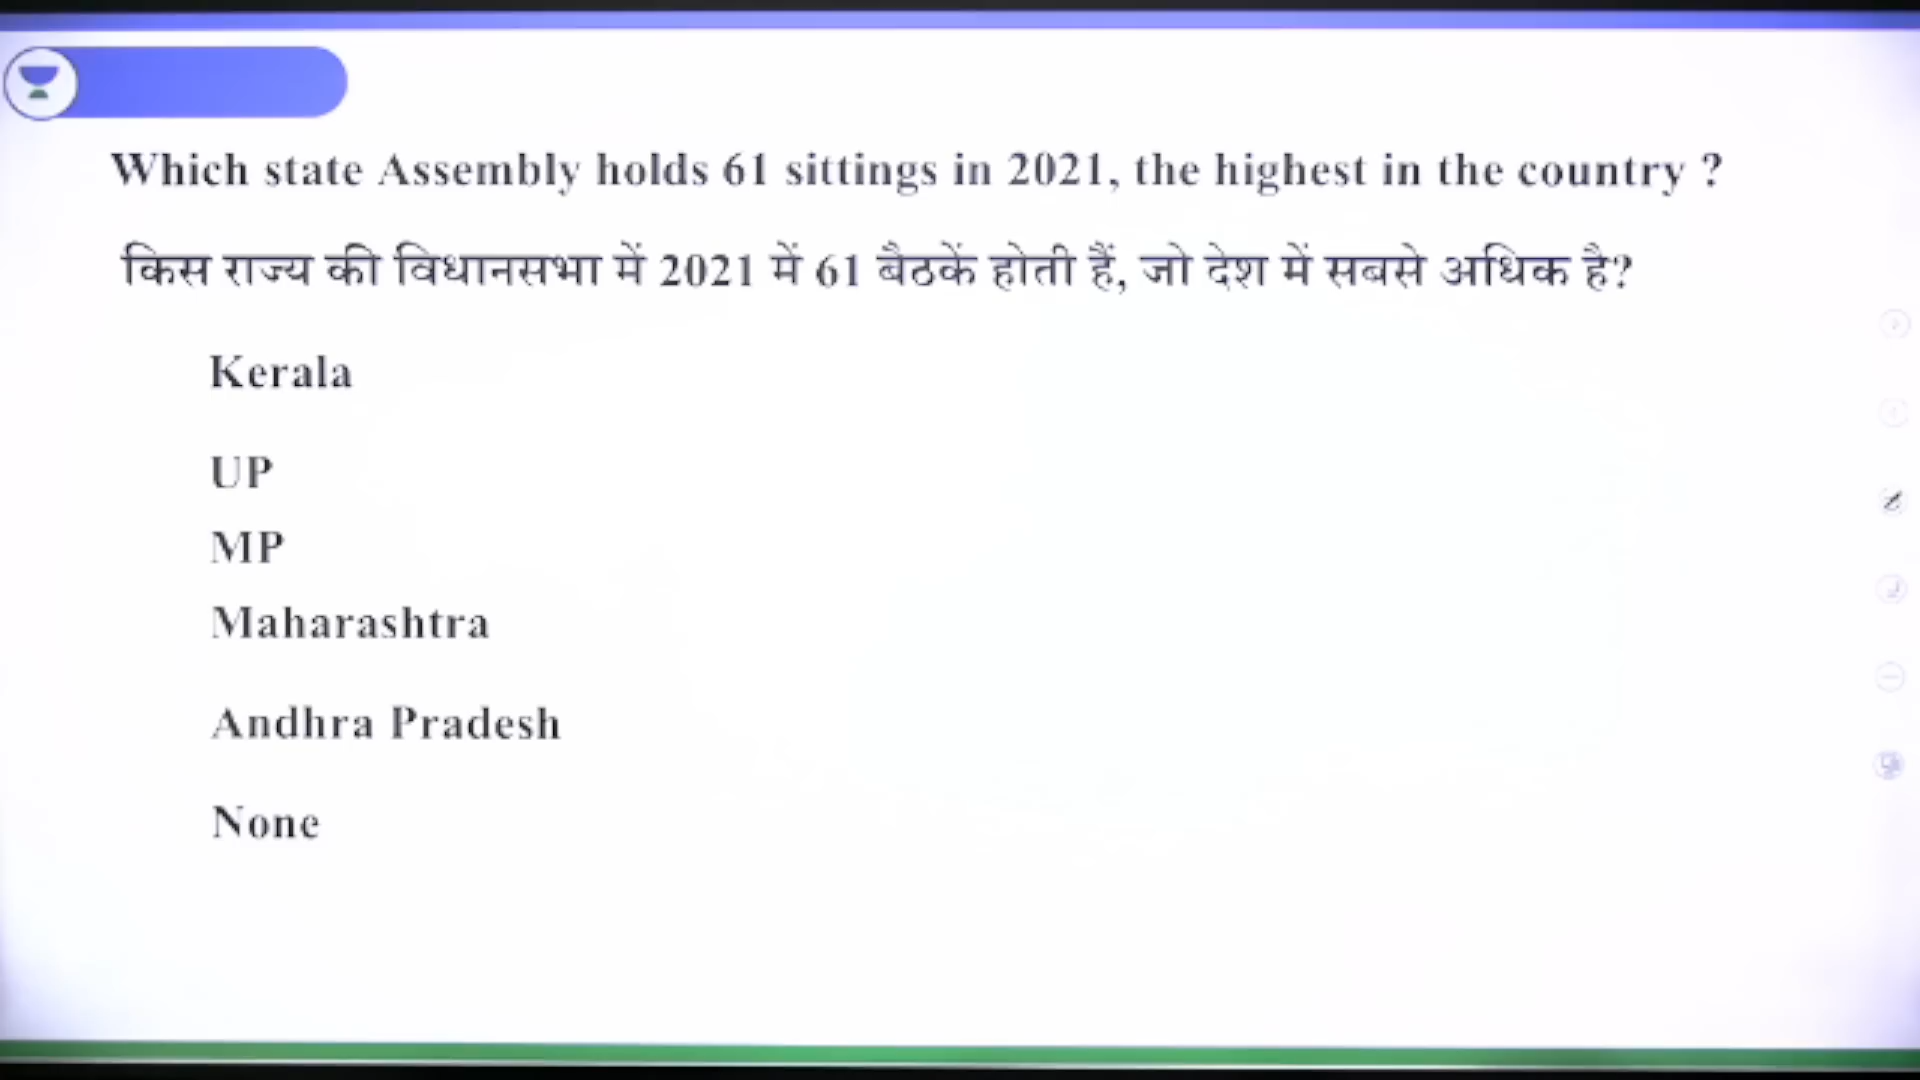 Which state Assembly holds 61 sittings in 2021, the highest in the country ?
किस राज्य की विधानसभा में 2021 में 61 बैठकें होती हैं, जो देश में सबसे अधिक है?
Kerala
UP
MP
Maharashtra
Andhra Pradesh
None